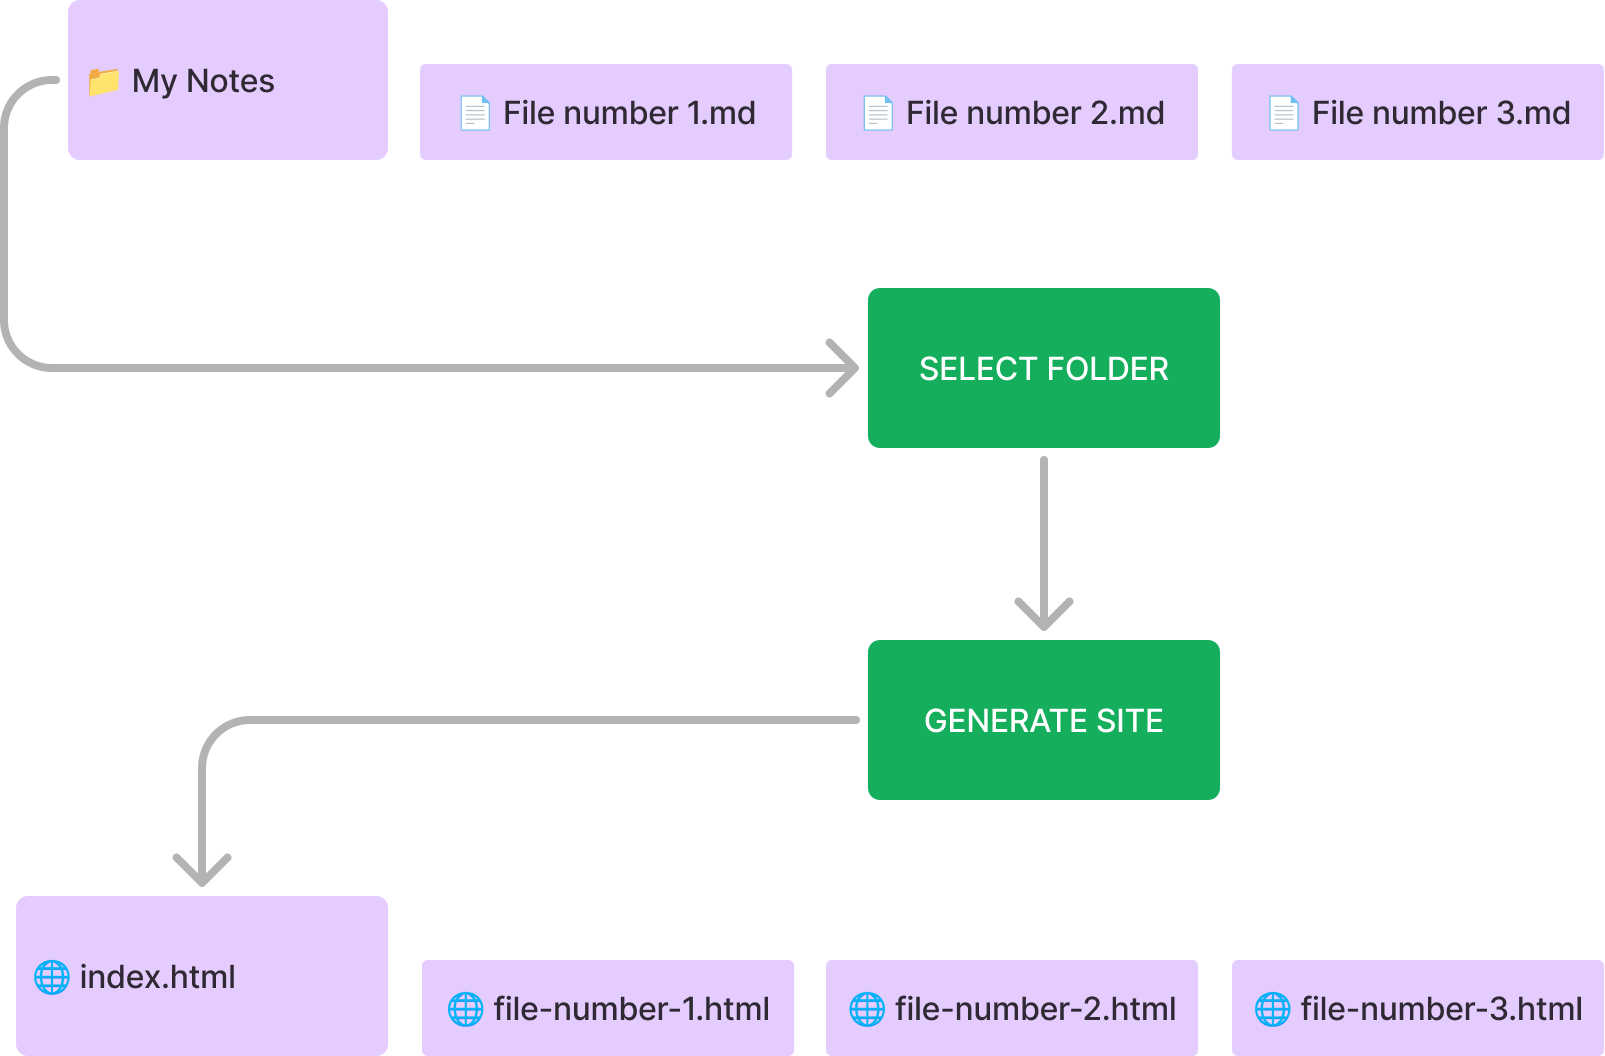 My Notes
File number 1.md
File number 2.md
File number 3.md
SELECT FOLDER
GENERATE SITE
index.html
file-number-1.html
file-number-2.html
file-number-3.html